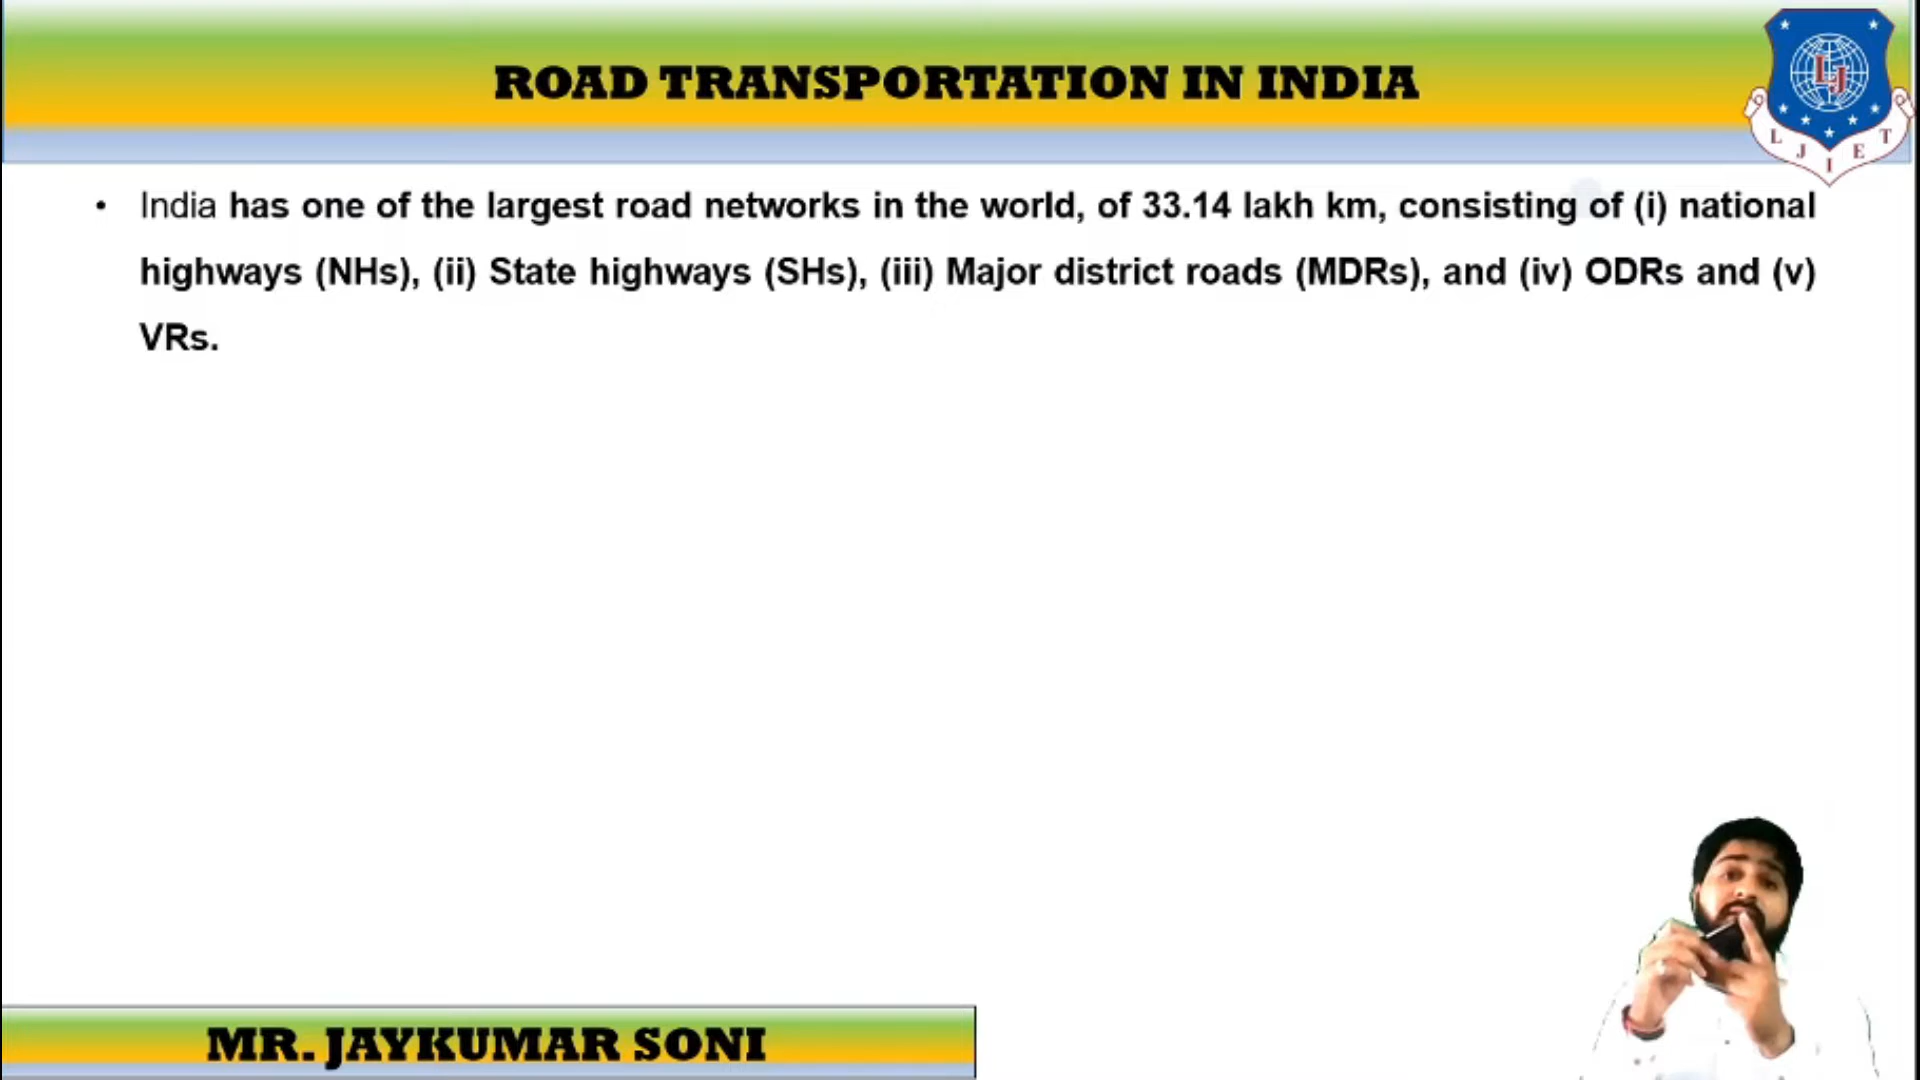 ROAD TRANSPORTATION IN INDIA
LJ
L J I E T
• India has one of the largest road networks in the world, of 33.14 lakh km, consisting of (i) national
highways (NHs), (ii) State highways (SHs), (iii) Major district roads (MDRs), and (iv) ODRs and (v)
VRs.
MR. JAYKUMAR SONI